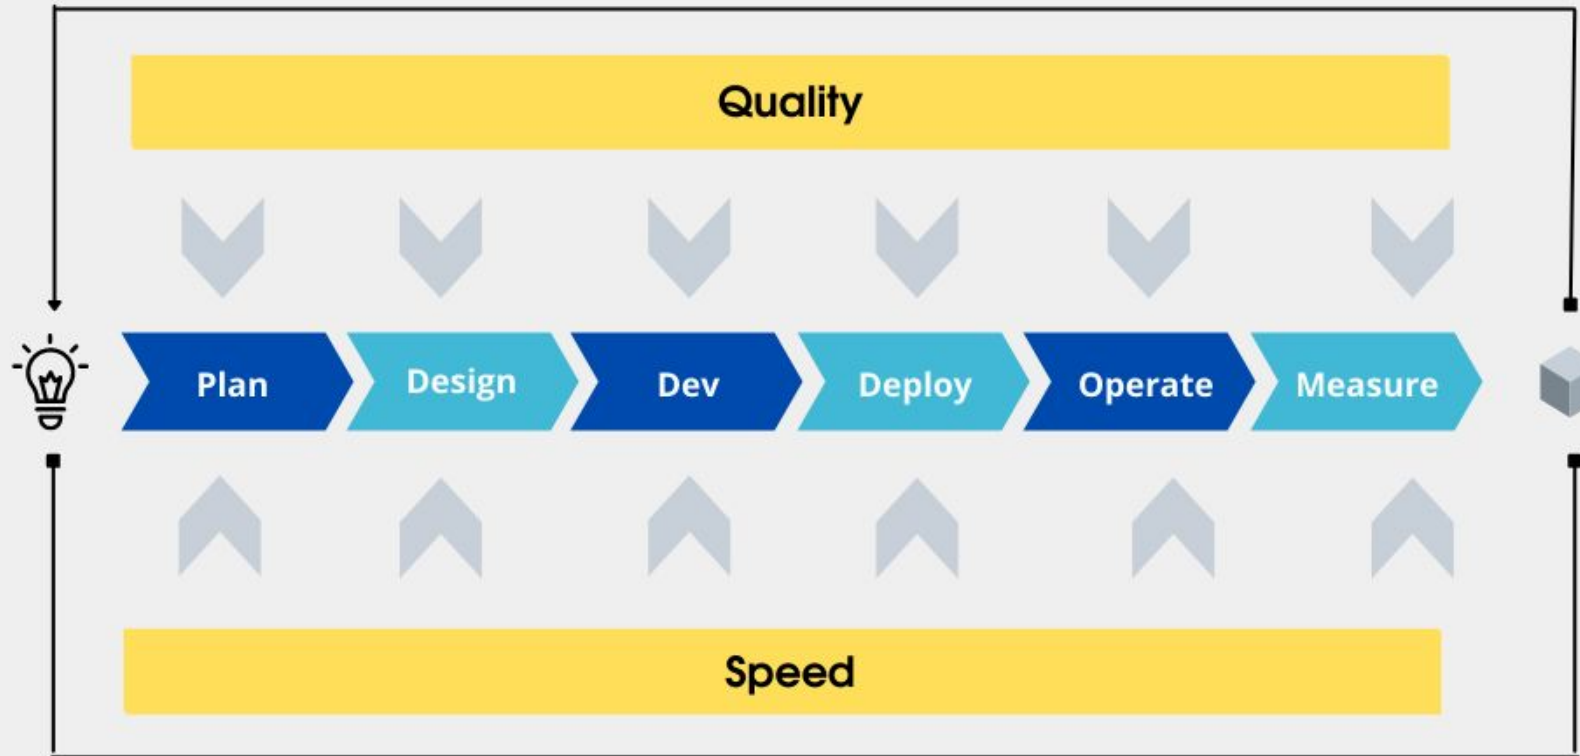 Quality
Plan
Design
Dev
Deploy
Operate
Measure
Speed